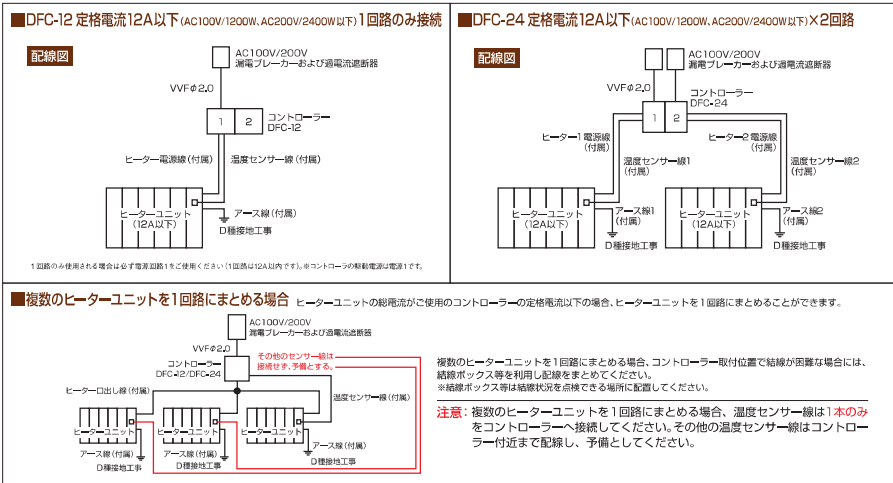 ■DFC-12 定格電流12A以下(AC100V/1200W、AC200V/2400W以下)1回路のみ接続
配線図
AC100V/200V
漏電ブレーカーおよび過電流遮断器
VVFφ2.0
1 2
コントローラー
DFC-12
ヒーター電源線(付属)
温度センサー線(付属)
ヒーターユニット
(12A以下)
アース線(付属)
D種接地工事
1回路のみ使用される場合は必ず電源回路1をご使用ください(1回路は12A以内です)。※コントローラの駆動電源は電源1です。
■DFC-24 定格電流12A以下(AC100V/1200W、AC200V/2400W以下)×2回路
配線図
AC100V/200V
漏電ブレーカーおよび過電流遮断器
VVFφ2.0
コントローラー
DFC-24
1 2
ヒーター1電源線
(付属)
ヒーター2電源線
(付属)
温度センサー線1
(付属)
温度センサー線2
(付属)
ヒーターユニット
(12A以下)
アース線1
(付属)
D種接地工事
ヒーターユニット
(12A以下)
アース線2
(付属)
D種接地工事
■複数のヒーターユニットを1回路にまとめる場合 ヒーターユニットの総電流がご使用のコントローラーの定格電流以下の場合、ヒーターユニットを1回路にまとめることができます。
AC100V/200V
漏電ブレーカーおよび過電流遮断器
VVFφ2.0
コントローラー
DFC-12/DFC-24
その他のセンサー線は
接続せず、予備とする。
ヒーター口出し線(付属)
温度センサー線(付属)
ヒーターユニット
ヒーターユニット
ヒーターユニット
アース線(付属)
D種接地工事
アース線(付属)
D種接地工事
アース線(付属)
D種接地工事
複数のヒーターユニットを1回路にまとめる場合、コントローラー取付位置で結線が困難な場合には、
結線ボックス等を利用し配線をまとめてください。
※結線ボックス等は結線状況を点検できる場所に配置してください。
注意:複数のヒーターユニットを1回路にまとめる場合、温度センサー線は1本のみ
をコントローラーへ接続してください。その他の温度センサー線はコントロー
ラー付近まで配線し、予備としてください。